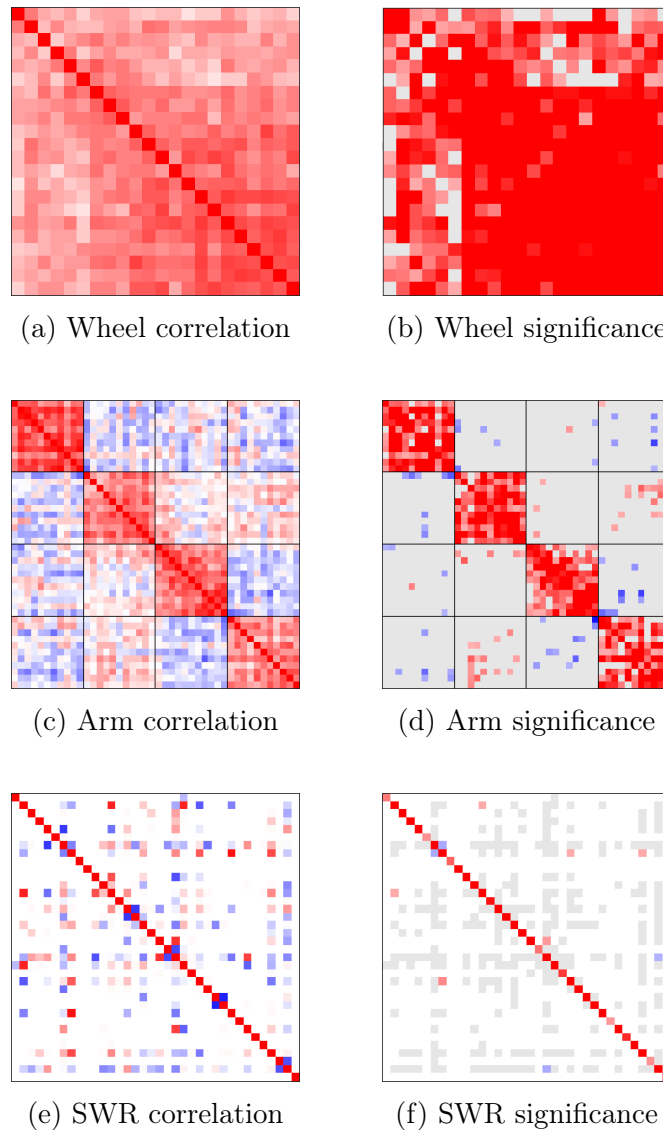 (a) Wheel correlation
(b) Wheel significance
(c) Arm correlation
(d) Arm significance
(e) SWR correlation
(f) SWR significance